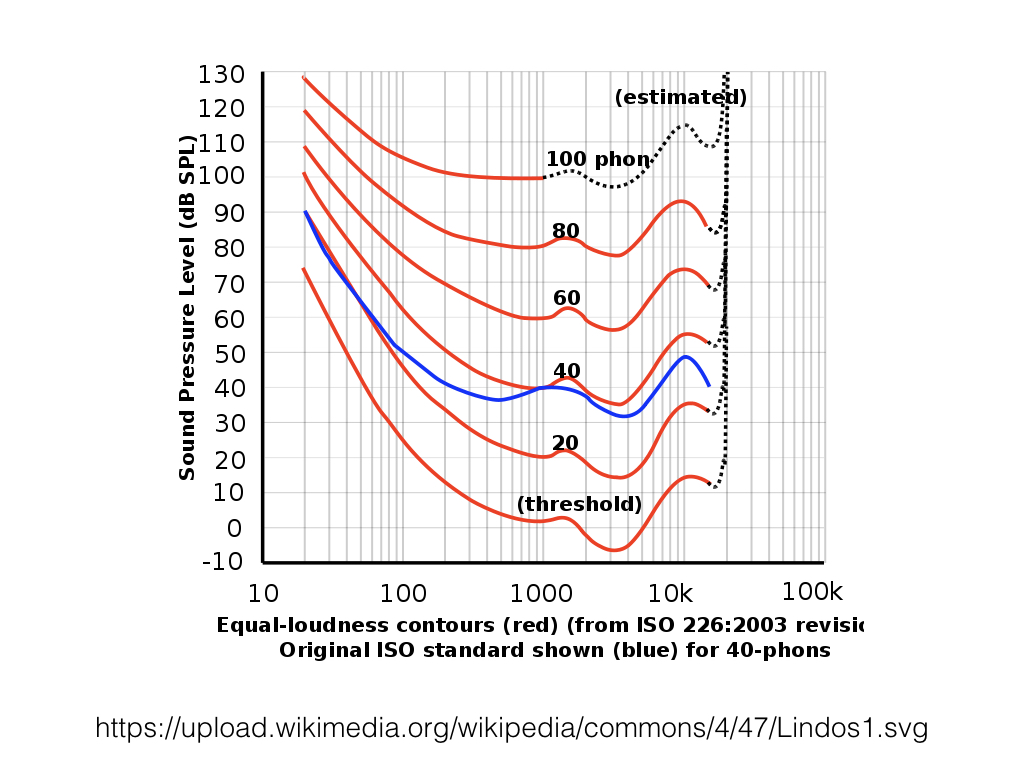 130
(estimated)
120
110
100 phon
100
90
80
80
70
60
60
50
40
40
30
20
20
10
(threshold)
0
-10
10 100 1000 10k 100k
Sound Pressure Level (dB SPL)
Equal-loudness contours (red) (from ISO 226:2003 revisio
Original ISO standard shown (blue) for 40-phons
https://upload.wikimedia.org/wikipedia/commons/4/47/Lindos1.svg